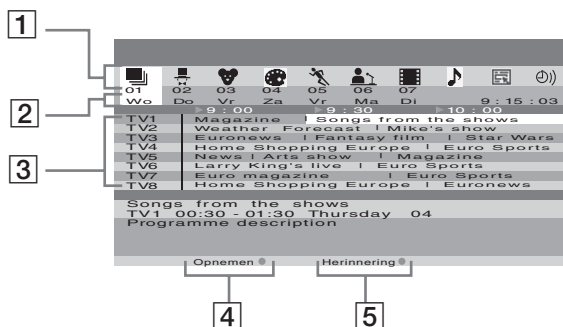 1
01 02 03 04 05 06 07
2
Wo Do Vr Za Vr Ma Di 9 : 15 : 03
9 : 00 9 : 30 10 : 00
TV1 Magazine Songs from the shows
TV2 Weather Forecast Mike's show
TV3 Euronews Fantasy film Star Wars
TV4 Home Shopping Europe Euro Sports
3
TV5 News Arts show Magazine
TV6 Larry King's live Euro Sports
TV7 Euro magazine Euro Sports
TV8 Home Shopping Europe Euronews
Songs from the shows
TV1 00:30 - 01:30 Thursday 04
Programme description
Opnemen Herinnering
4 5